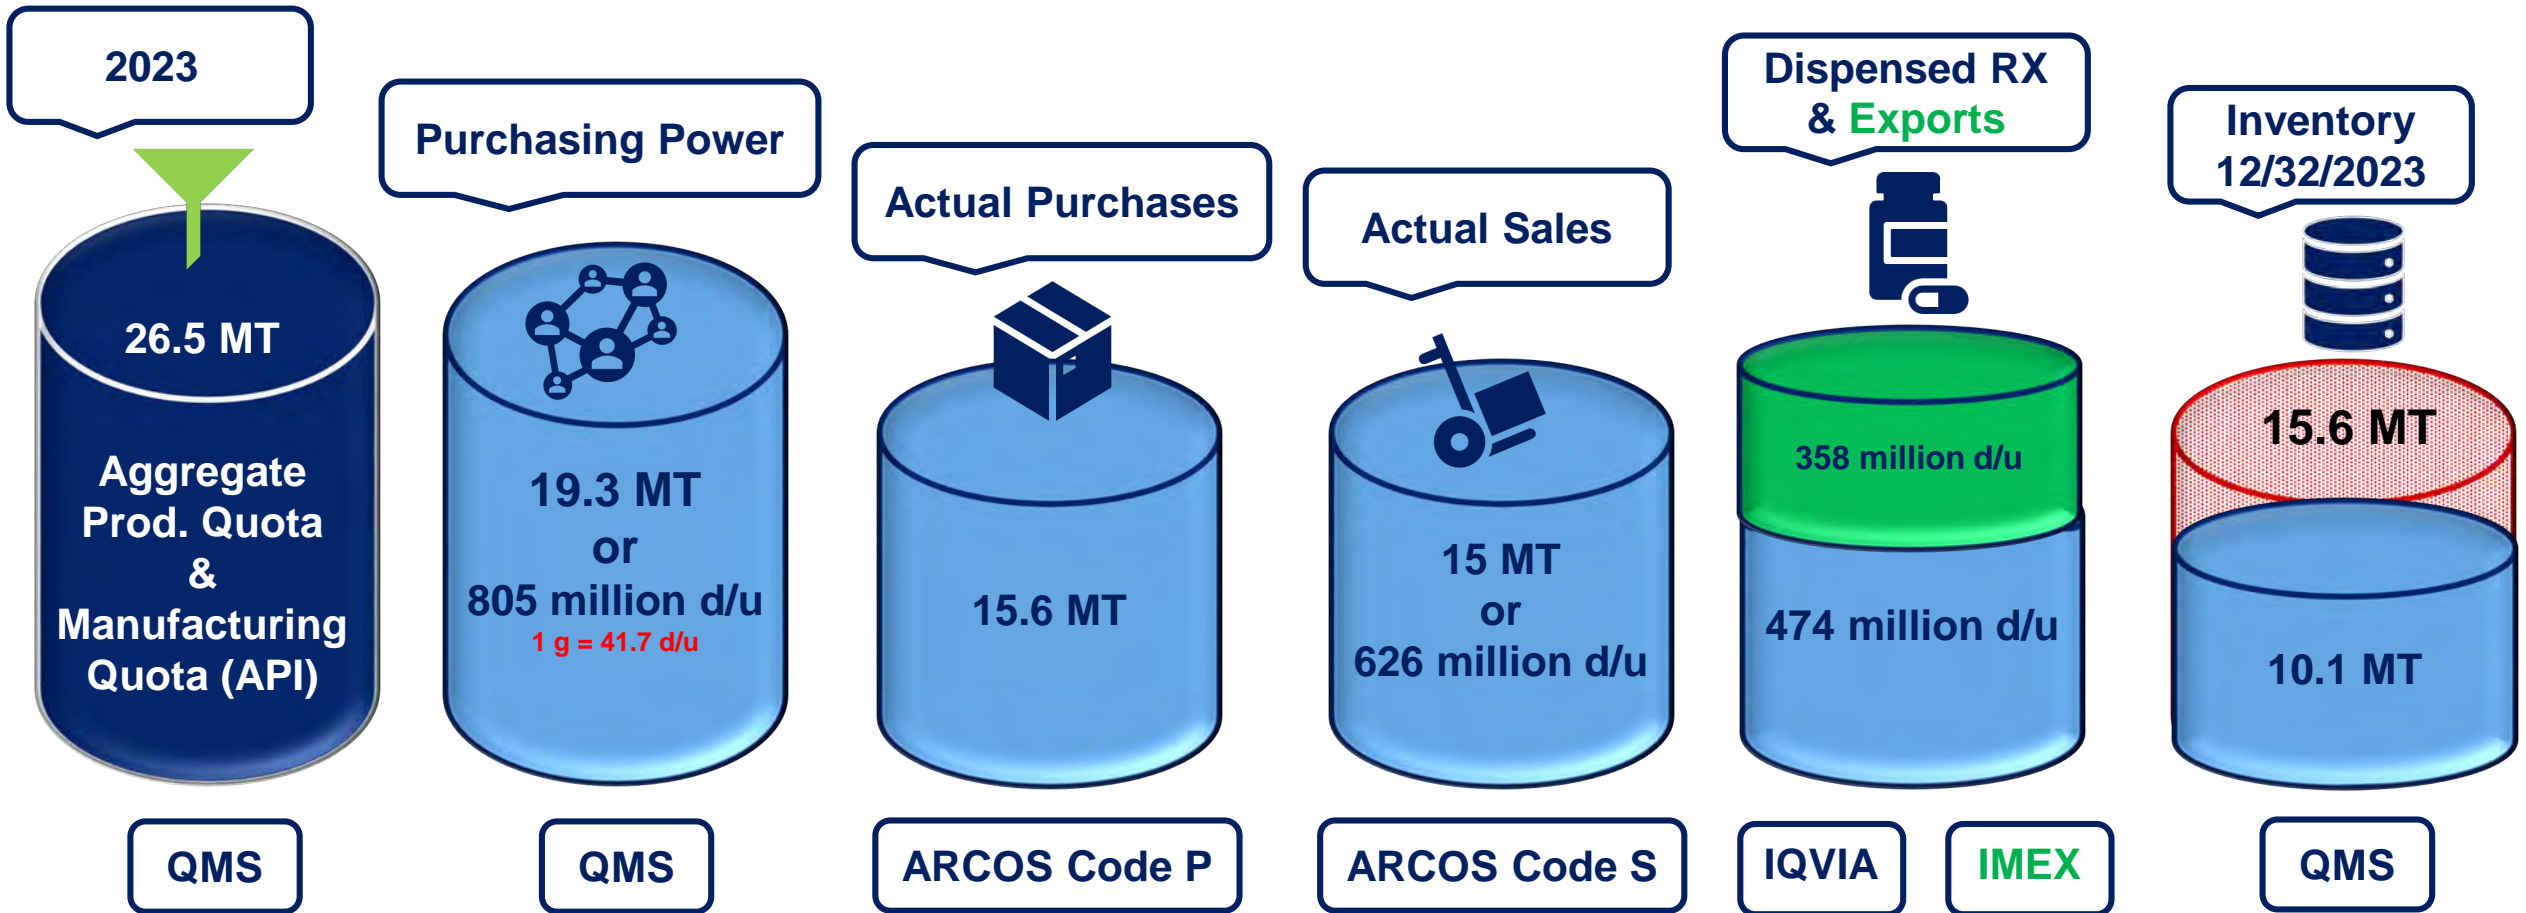 2023
26.5 MT
Aggregate
Prod. Quota
&
Manufacturing
Quota (API)
QMS
Purchasing Power
19.3 MT
or
805 million d/u
1 g = 41.7 d/u
QMS
Actual Purchases
15.6 MT
ARCOS Code P
Actual Sales
15 MT
or
626 million d/u
ARCOS Code S
Dispensed RX
& Exports
358 million d/u
474 million d/u
IQVIA
IMEX
Inventory
12/32/2023
15.6 MT
10.1 MT
QMS